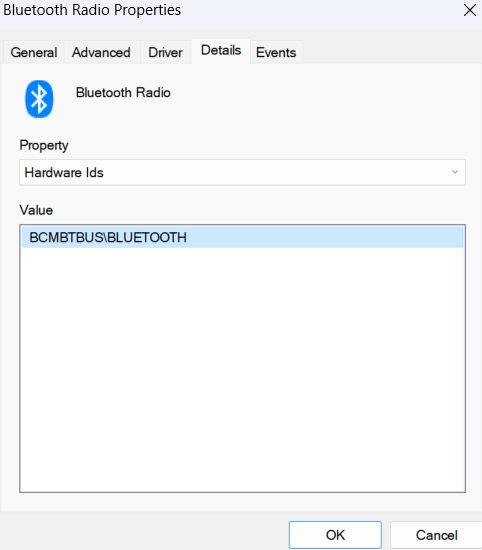 Bluetooth Radio Properties
General Advanced Driver Details Events
Bluetooth Radio
Property
Hardware Ids
Value
BCMBTBUS\BLUETOOTH
OK Cancel